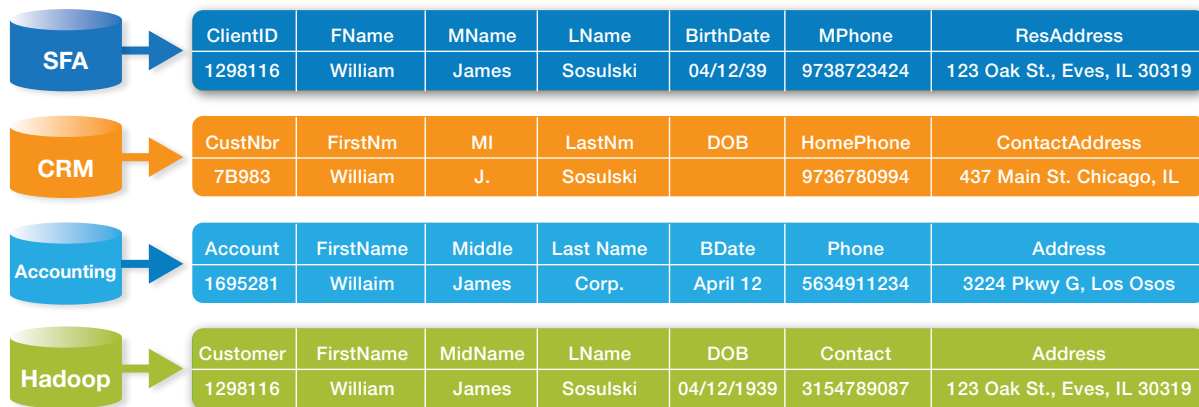 SFA
ClientID FName MName LName BirthDate MPhone ResAddress
1298116 William James Sosulski 04/12/39 9738723424 123 Oak St., Eves, IL 30319
CRM
CustNbr FirstNm MI LastNm DOB HomePhone ContactAddress
7B983 William J. Sosulski 9736780994 437 Main St. Chicago, IL
Accounting
Account FirstName Middle Last Name BDate Phone Address
1695281 Willaim James Corp. April 12 5634911234 3224 Pkwy G, Los Osos
Hadoop
Customer FirstName MidName LName DOB Contact Address
1298116 William James Sosulski 04/12/1939 3154789087 123 Oak St., Eves, IL 30319